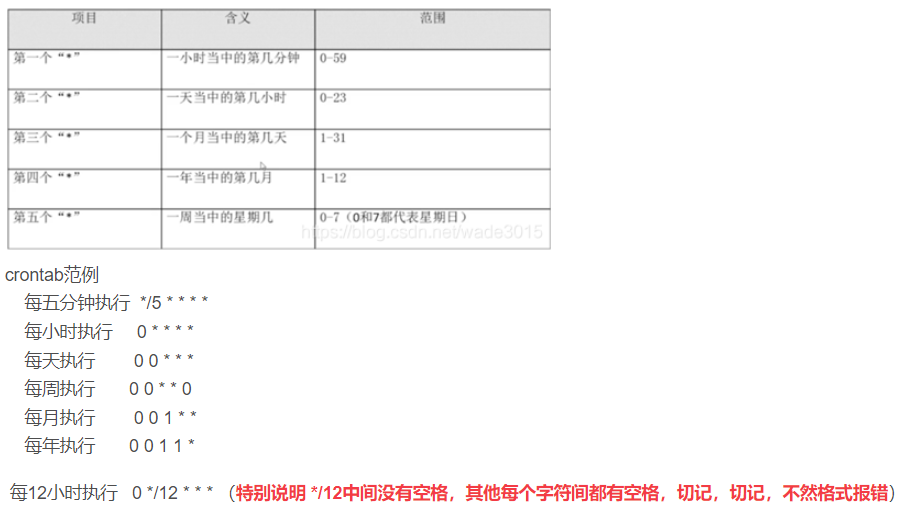 项目 含义 范围
第一个“*” 一小时当中的第几分钟 0-59
第二个“*” 一天当中的第几小时 0-23
第三个“*” 一个月当中的第几天 1-31
第四个“*” 一年当中的第几月 1-12
第五个“*” 一周当中的星期几 0-7（0和7都代表星期日）
https://blog.csdn.net/wade3015
crontab范例
每五分钟执行 */5 * * * *
每小时执行 0 * * * *
每天执行 0 0 * * *
每周执行 0 0 * * 0
每月执行 0 0 1 * *
每年执行 0 0 1 1 *
每12小时执行 0 */12 * * * （特别说明 */12中间没有空格，其他每个字符间都有空格，切记，切记，不然格式报错）